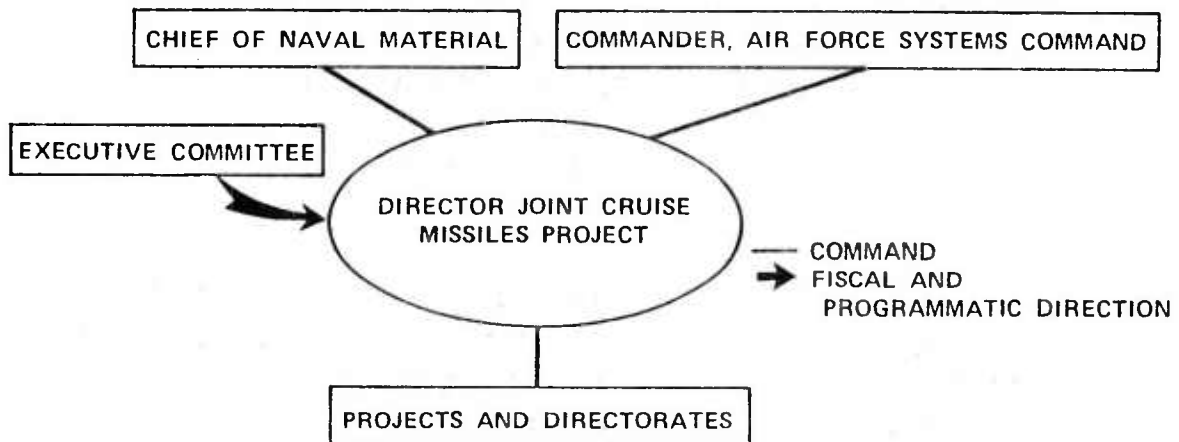 CHIEF OF NAVAL MATERIAL
COMMANDER, AIR FORCE SYSTEMS COMMAND
EXECUTIVE COMMITTEE
DIRECTOR JOINT CRUISE
MISSILES PROJECT
COMMAND
FISCAL AND
PROGRAMMATIC DIRECTION
PROJECTS AND DIRECTORATES